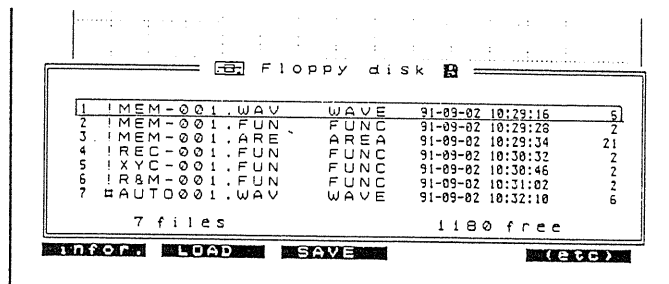 Floppy disk
1 !MEM-001.WAV WAVE 91-09-02 10:29:16 5
2 !MEM-001.FUN FUNC 91-09-02 10:29:28 2
3 !MEM-001.ARE AREA 91-09-02 10:29:34 21
4 !REC-001.FUN FUNC 91-09-02 10:30:32 2
5 !XYC-001.FUN FUNC 91-09-02 10:30:46 2
6 !R&M-001.FUN FUNC 91-09-02 10:31:02 2
7 #AUTO001.WAV WAVE 91-09-02 10:32:10 6
7 files 1180 free
infor. LOAD SAVE (etc)